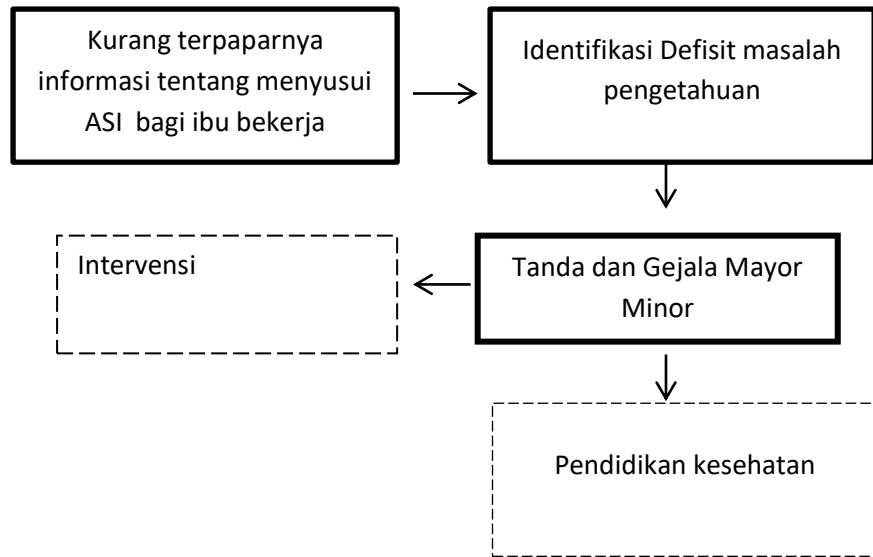 Kurang terpaparnya
informasi tentang menyusui
ASI bagi ibu bekerja
Identifikasi Defisit masalah
pengetahuan
Intervensi
Tanda dan Gejala Mayor
Minor
Pendidikan kesehatan